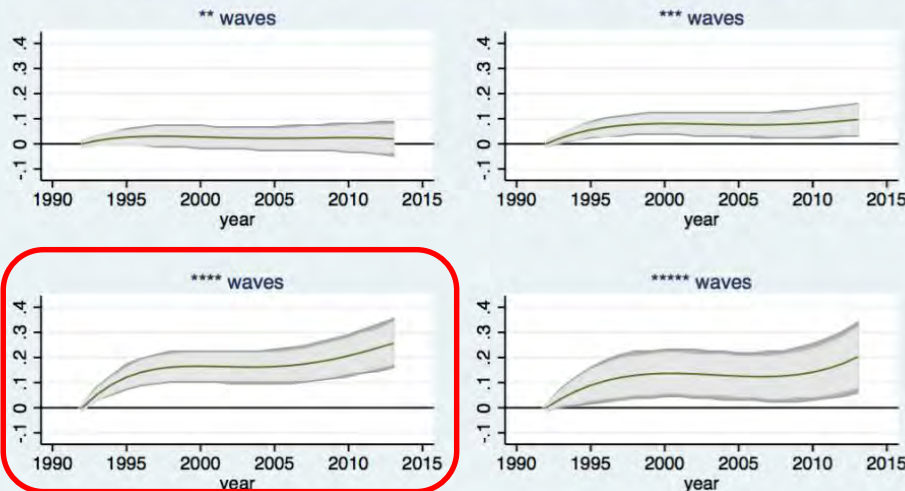 ** waves
-.1 0 .1 .2 .3 .4
1990 1995 2000 2005 2010 2015
year
*** waves
-.1 0 .1 .2 .3 .4
1990 1995 2000 2005 2010 2015
year
**** waves
-.1 0 .1 .2 .3 .4
1990 1995 2000 2005 2010 2015
year
***** waves
-.1 0 .1 .2 .3 .4
1990 1995 2000 2005 2010 2015
year